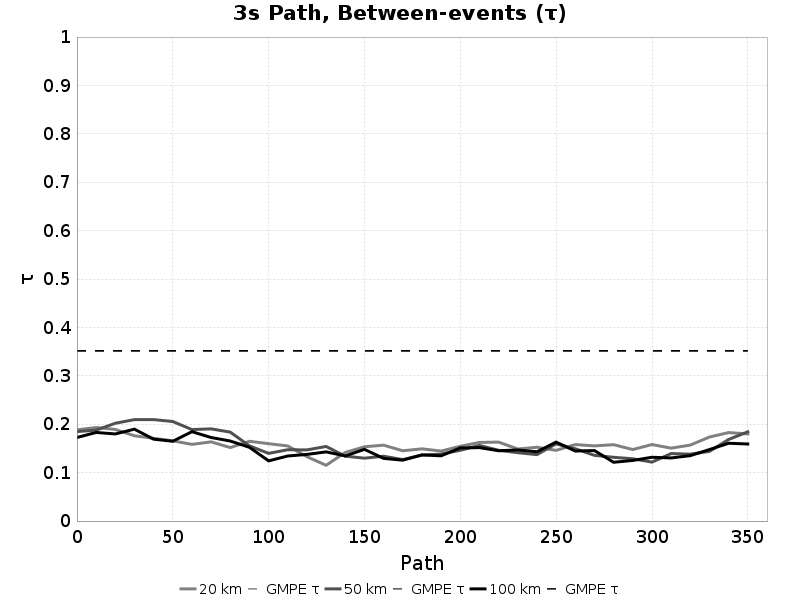 3s Path, Between-events (τ)
1
0.9
0.8
0.7
0.6
0.5
0.4
0.3
0.2
0.1
0
τ
0 50 100 150 200 250 300 350
Path
20 km GMPE τ 50 km GMPE τ 100 km GMPE τ